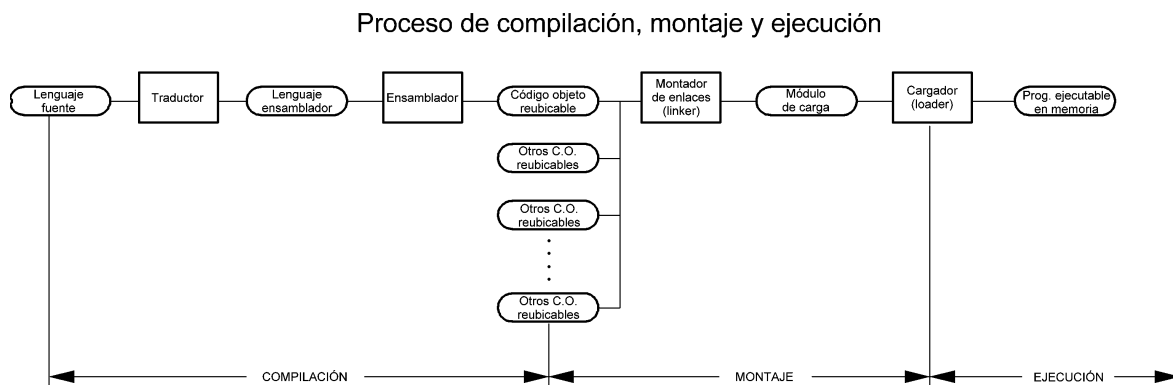 Proceso de compilación, montaje y ejecución
Lenguaje
fuente
Traductor
Lenguaje
ensamblador
Ensamblador
Código objeto
reubicable
Montador
de enlaces
(linker)
Módulo
de carga
Cargador
(loader)
Prog. ejecutable
en memoria
Otros C.O.
reubicables
Otros C.O.
reubicables
Otros C.O.
reubicables
COMPILACIÓN
MONTAJE
EJECUCIÓN